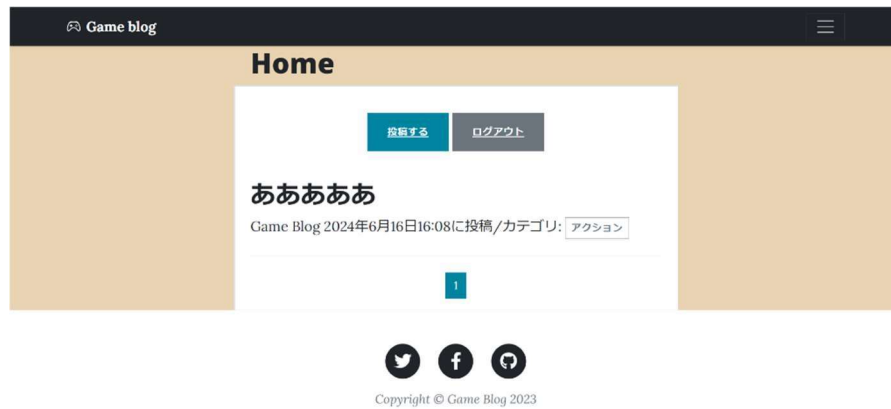 Game blog
Home
投稿する ログアウト
あああああ
Game Blog 2024年6月16日16:08に投稿/カテゴリ: アクション
1
Copyright © Game Blog 2023